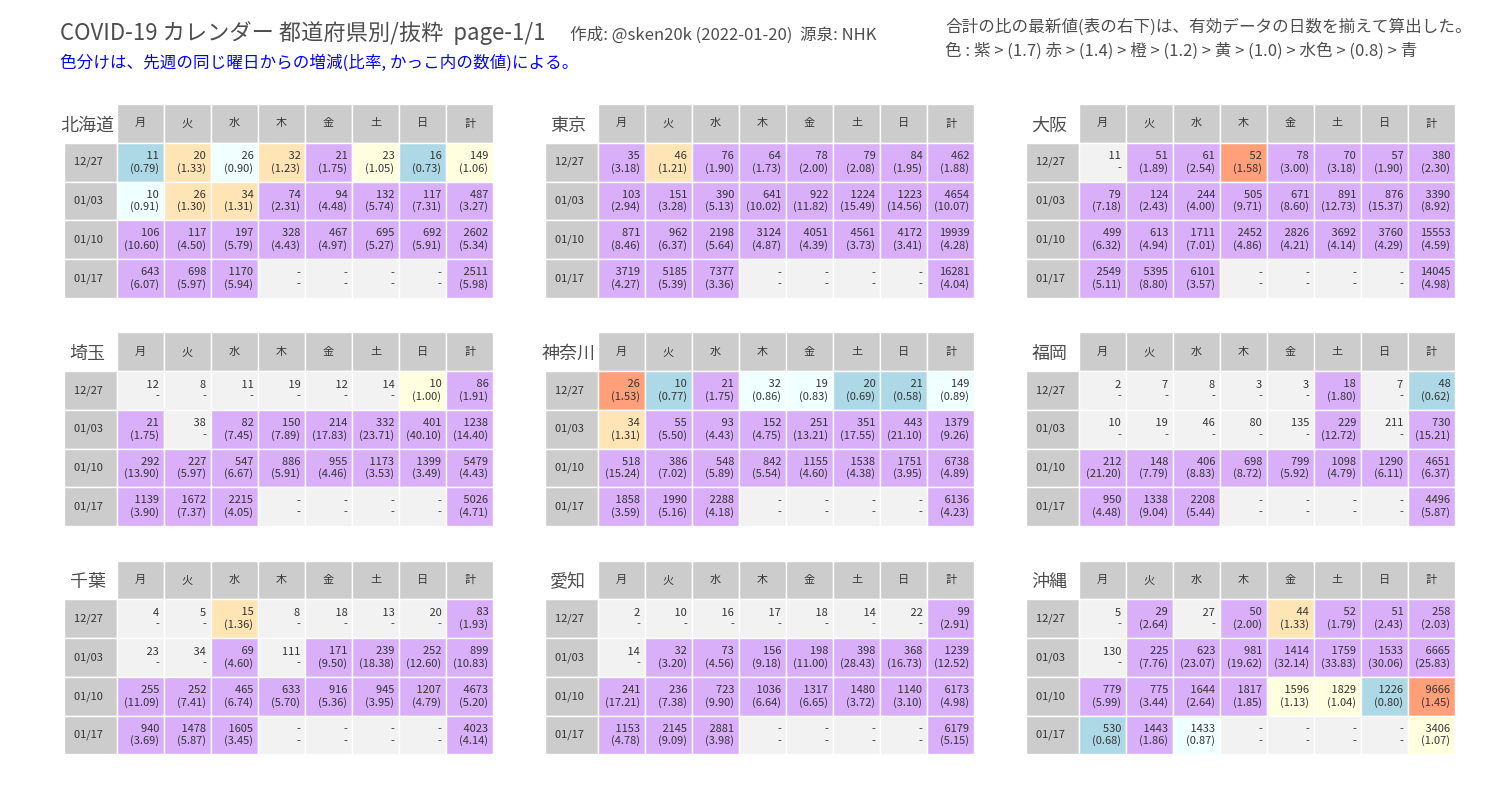 COVID-19 カレンダー 都道府県別/抜粋 page-1/1 作成: @sken20k (2022-01-20) 源泉: NHK
合計の比の最新値(表の右下)は、有効データの日数を揃えて算出した。
色分けは、先週の同じ曜日からの増減(比率, かっこ内の数値)による。
色 : 紫 > (1.7) 赤 > (1.4) 橙 > (1.2) > 黄 > (1.0) > 水色 > (0.8) > 青
北海道 月 火 水 木 金 土 日 計
12/27 11 20 26 32 21 23 16 149
(0.79) (1.33) (0.90) (1.23) (1.75) (1.05) (0.73) (1.06)
01/03 10 26 34 74 94 132 117 487
(0.91) (1.30) (1.31) (2.31) (4.48) (5.74) (7.31) (3.27)
01/10 106 117 197 328 467 695 692 2602
(10.60) (4.50) (5.79) (4.43) (4.97) (5.27) (5.91) (5.34)
01/17 643 698 1170 - - - - 2511
(6.07) (5.97) (5.94) - - - - (5.98)
東京 月 火 水 木 金 土 日 計
12/27 35 46 76 64 78 79 84 462
(3.18) (1.21) (1.90) (1.73) (2.00) (2.08) (1.95) (1.88)
01/03 103 151 390 641 922 1224 1223 4654
(2.94) (3.28) (5.13) (10.02) (11.82) (15.49) (14.56) (10.07)
01/10 871 962 2198 3124 4051 4561 4172 19939
(8.46) (6.37) (5.64) (4.87) (4.39) (3.73) (3.41) (4.28)
01/17 3719 5185 7377 - - - - 16281
(4.27) (5.39) (3.36) - - - - (4.04)
大阪 月 火 水 木 金 土 日 計
12/27 11 51 61 52 78 70 57 380
- (1.89) (2.54) (1.58) (3.00) (3.18) (1.90) (2.30)
01/03 79 124 244 505 671 891 876 3390
(7.18) (2.43) (4.00) (9.71) (8.60) (12.73) (15.37) (8.92)
01/10 499 613 1711 2452 2826 3692 3760 15553
(6.32) (4.94) (7.01) (4.86) (4.21) (4.14) (4.29) (4.59)
01/17 2549 5395 6101 - - - - 14045
(5.11) (8.80) (3.57) - - - - (4.98)
埼玉 月 火 水 木 金 土 日 計
12/27 12 8 11 19 12 14 10 86
- - - - - - (1.00) (1.91)
01/03 21 38 82 150 214 332 401 1238
(1.75) - (7.45) (7.89) (17.83) (23.71) (40.10) (14.40)
01/10 292 227 547 886 955 1173 1399 5479
(13.90) (5.97) (6.67) (5.91) (4.46) (3.53) (3.49) (4.43)
01/17 1139 1672 2215 - - - - 5026
(3.90) (7.37) (4.05) - - - - (4.71)
神奈川 月 火 水 木 金 土 日 計
12/27 26 10 21 32 19 20 21 149
(1.53) (0.77) (1.75) (0.86) (0.83) (0.69) (0.58) (0.89)
01/03 34 55 93 152 251 351 443 1379
(1.31) (5.50) (4.43) (4.75) (13.21) (17.55) (21.10) (9.26)
01/10 518 386 548 842 1155 1538 1751 6738
(15.24) (7.02) (5.89) (5.54) (4.60) (4.38) (3.95) (4.89)
01/17 1858 1990 2288 - - - - 6136
(3.59) (5.16) (4.18) - - - - (4.23)
福岡 月 火 水 木 金 土 日 計
12/27 2 7 8 3 3 18 7 48
- - - - - (1.80) - (0.62)
01/03 10 19 46 80 135 229 211 730
- - - - - (12.72) - (15.21)
01/10 212 148 406 698 799 1098 1290 4651
(21.20) (7.79) (8.83) (8.72) (5.92) (4.79) (6.11) (6.37)
01/17 950 1338 2208 - - - - 4496
(4.48) (9.04) (5.44) - - - - (5.87)
千葉 月 火 水 木 金 土 日 計
12/27 4 5 15 8 18 13 20 83
- - (1.36) - - - - (1.93)
01/03 23 34 69 111 171 239 252 899
- - (4.60) - (9.50) (18.38) (12.60) (10.83)
01/10 255 252 465 633 916 945 1207 4673
(11.09) (7.41) (6.74) (5.70) (5.36) (3.95) (4.79) (5.20)
01/17 940 1478 1605 - - - - 4023
(3.69) (5.87) (3.45) - - - - (4.14)
愛知 月 火 水 木 金 土 日 計
12/27 2 10 16 17 18 14 22 99
- - - - - - - (2.91)
01/03 14 32 73 156 198 398 368 1239
- (3.20) (4.56) (9.18) (11.00) (28.43) (16.73) (12.52)
01/10 241 236 723 1036 1317 1480 1140 6173
(17.21) (7.38) (9.90) (6.64) (6.65) (3.72) (3.10) (4.98)
01/17 1153 2145 2881 - - - - 6179
(4.78) (9.09) (3.98) - - - - (5.15)
沖縄 月 火 水 木 金 土 日 計
12/27 5 29 27 50 44 52 51 258
- (2.64) - (2.00) (1.33) (1.79) (2.43) (2.03)
01/03 130 225 623 981 1414 1759 1533 6665
- (7.76) (23.07) (19.62) (32.14) (33.83) (30.06) (25.83)
01/10 779 775 1644 1817 1596 1829 1226 9666
(5.99) (3.44) (2.64) (1.85) (1.13) (1.04) (0.80) (1.45)
01/17 530 1443 1433 - - - - 3406
(0.68) (1.86) (0.87) - - - - (1.07)